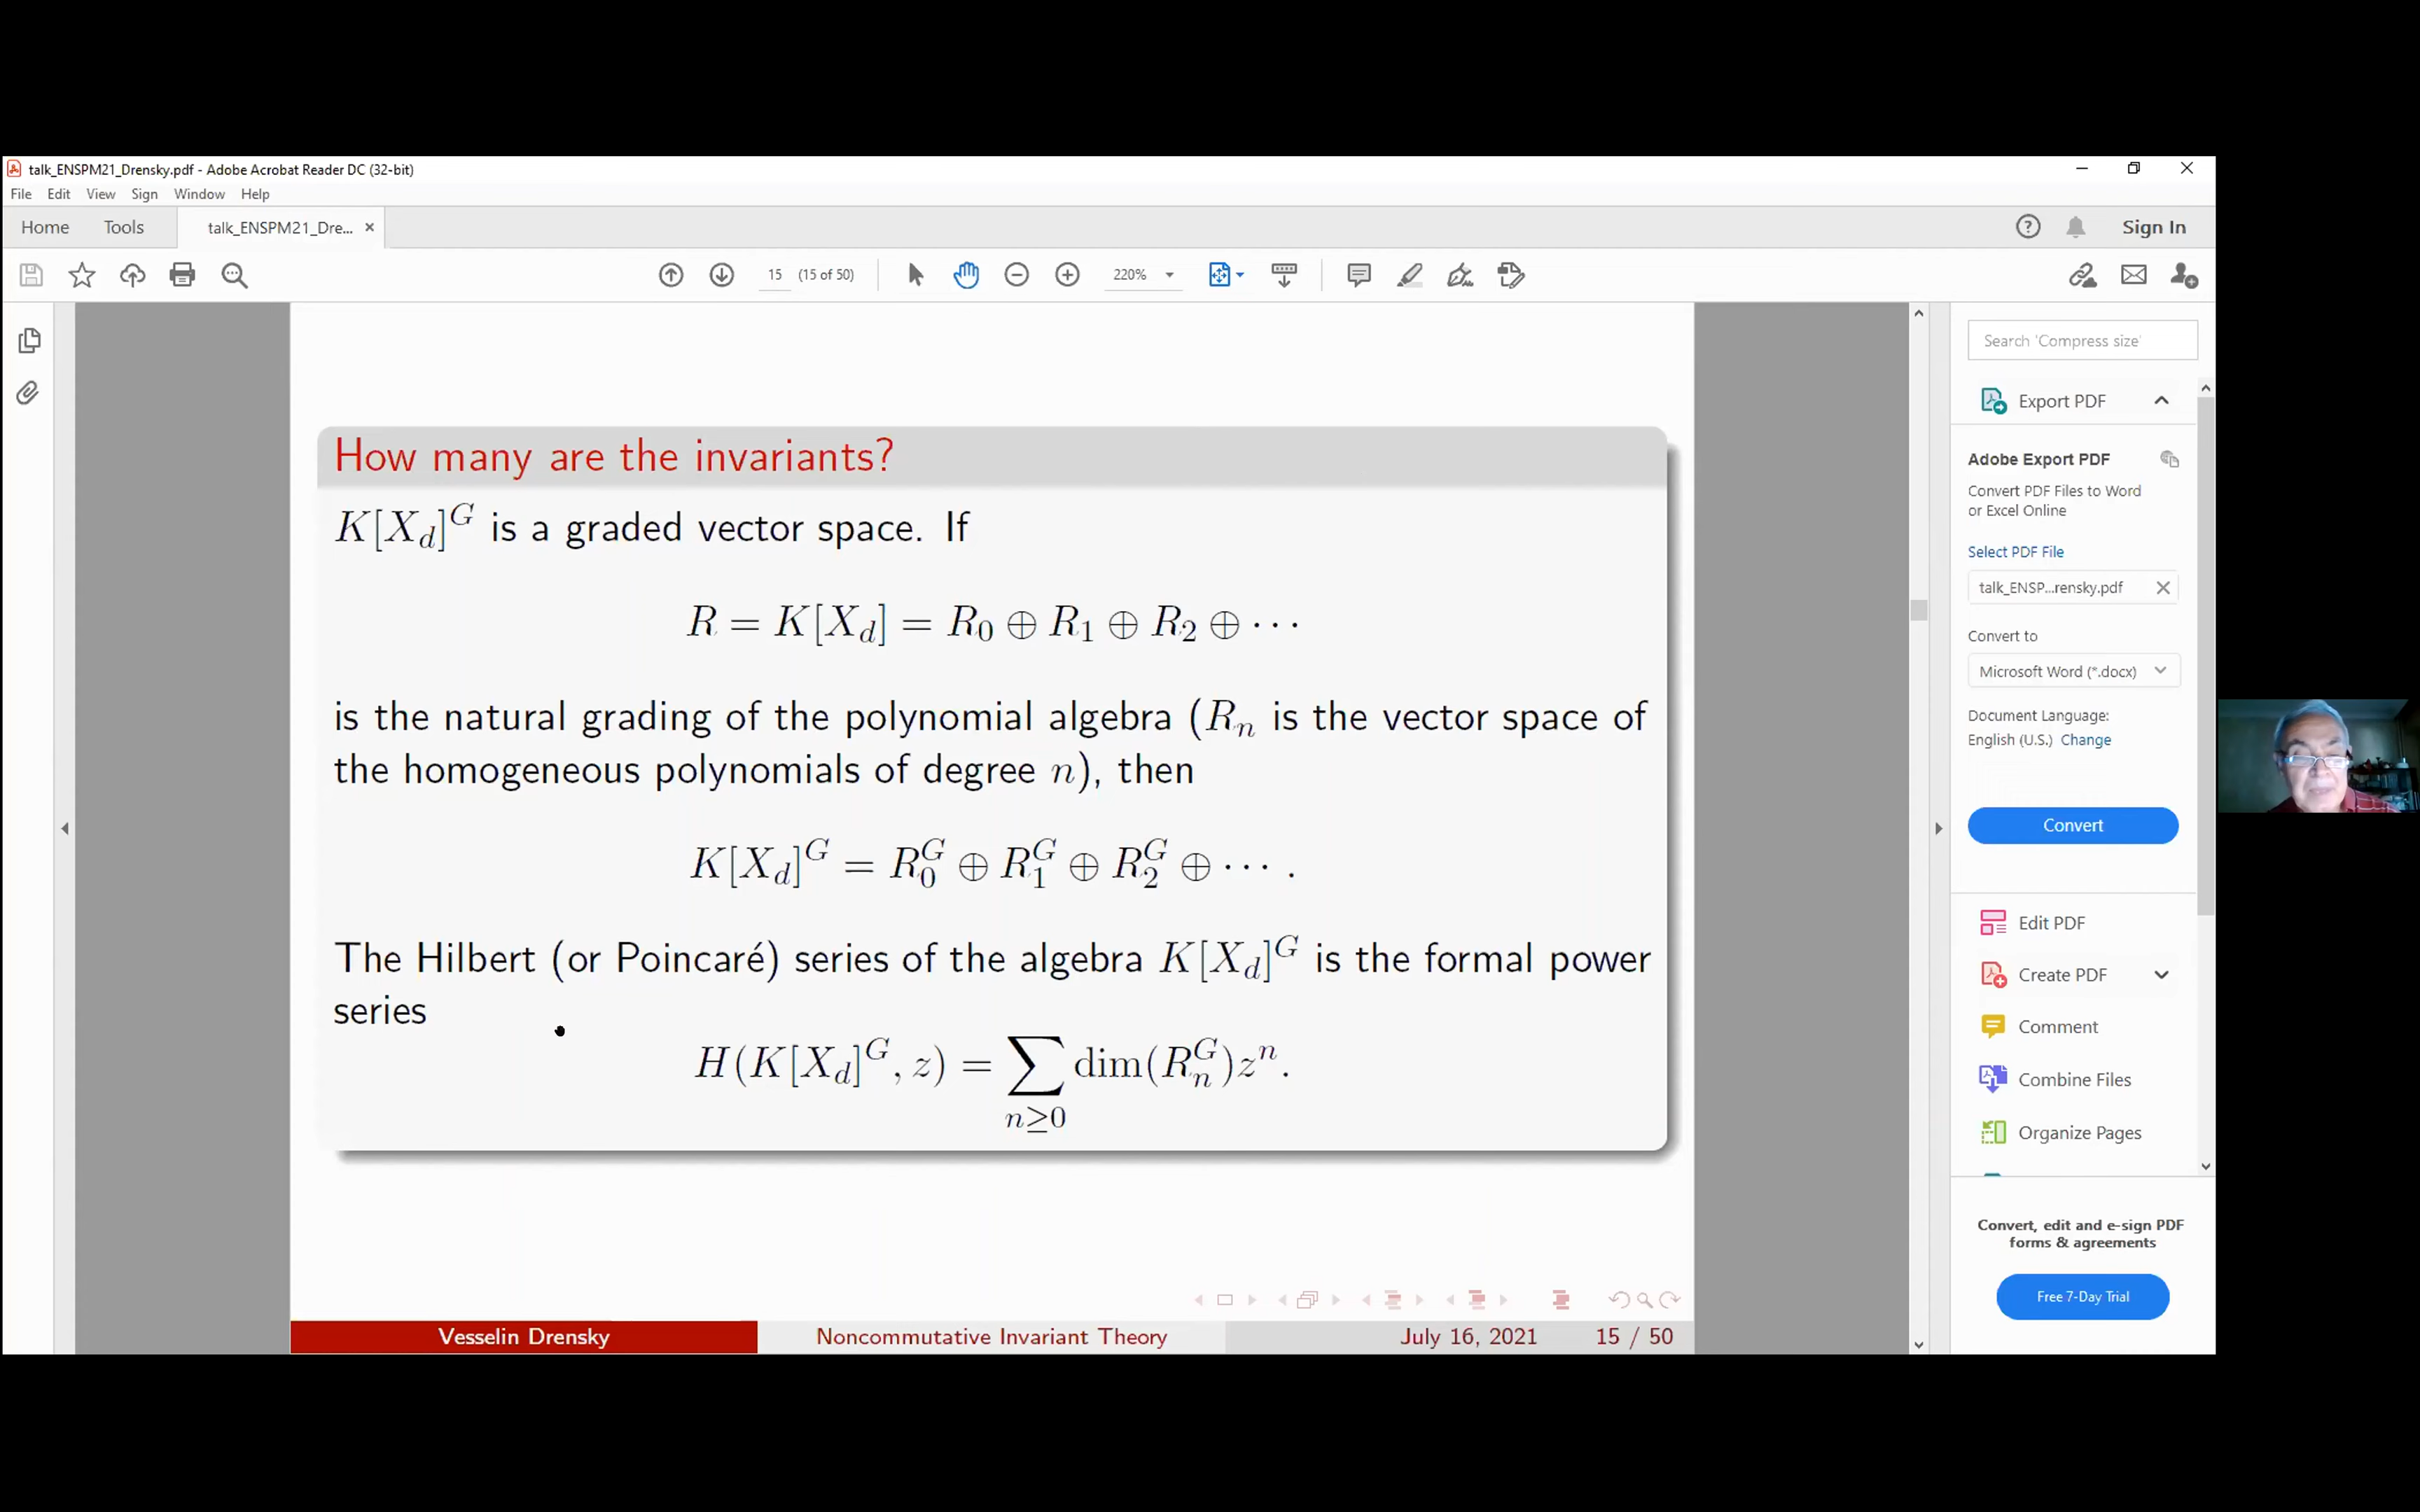 talk_ENSPM21_Drensky.pdf - Adobe Acrobat Reader DC (32-bit)
File Edit View Sign Window Help
Home Tools talk_ENSPM21_Dre... ×
Sign In
15 (15 of 50) 220%
Search 'Compress size'
Export PDF
Adobe Export PDF
Convert PDF Files to Word
or Excel Online
Select PDF File
talk_ENSP...rensky.pdf
Convert to
Microsoft Word (*.docx)
Document Language:
English (U.S.) Change
Convert
Edit PDF
Create PDF
Comment
Combine Files
Organize Pages
Convert, edit and e-sign PDF
forms & agreements
Free 7-Day Trial
How many are the invariants?
K[X_d]^G is a graded vector space. If
R = K[X_d] = R_0 ⊕ R_1 ⊕ R_2 ⊕ ⋯
is the natural grading of the polynomial algebra (R_n is the vector space of
the homogeneous polynomials of degree n), then
K[X_d]^G = R_0^G ⊕ R_1^G ⊕ R_2^G ⊕ ⋯ .
The Hilbert (or Poincaré) series of the algebra K[X_d]^G is the formal power
series
H(K[X_d]^G, z) = ∑_{n≥0} dim(R_n^G)z^n.
Vesselin Drensky Noncommutative Invariant Theory July 16, 2021 15 / 50